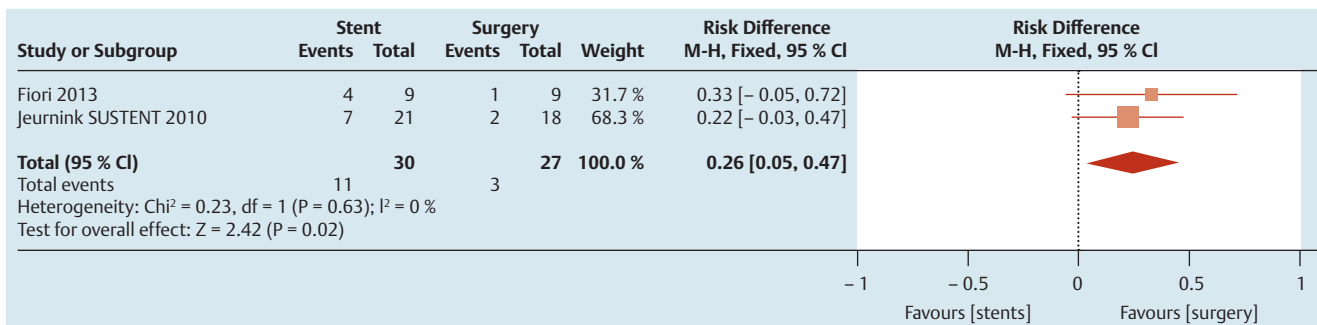 Stent Surgery Risk Difference Risk Difference
Study or Subgroup Events Total Events Total Weight M-H, Fixed, 95 % CI M-H, Fixed, 95 % CI
Fiori 2013 4 9 1 9 31.7 % 0.33 [– 0.05, 0.72]
Jeurnink SUSTENT 2010 7 21 2 18 68.3 % 0.22 [– 0.03, 0.47]
Total (95 % CI) 30 27 100.0 % 0.26 [0.05, 0.47]
Total events 11 3
Heterogeneity: Chi² = 0.23, df = 1 (P = 0.63); I² = 0 %
Test for overall effect: Z = 2.42 (P = 0.02)
– 1 – 0.5 0 0.5 1
Favours [stents] Favours [surgery]